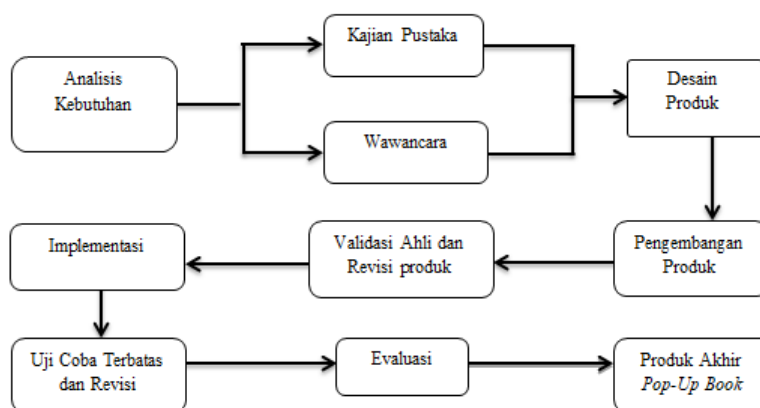 Analisis
Kebutuhan
Kajian Pustaka
Wawancara
Desain
Produk
Pengembangan
Produk
Validasi Ahli dan
Revisi produk
Implementasi
Uji Coba Terbatas
dan Revisi
Evaluasi
Produk Akhir
Pop-Up Book